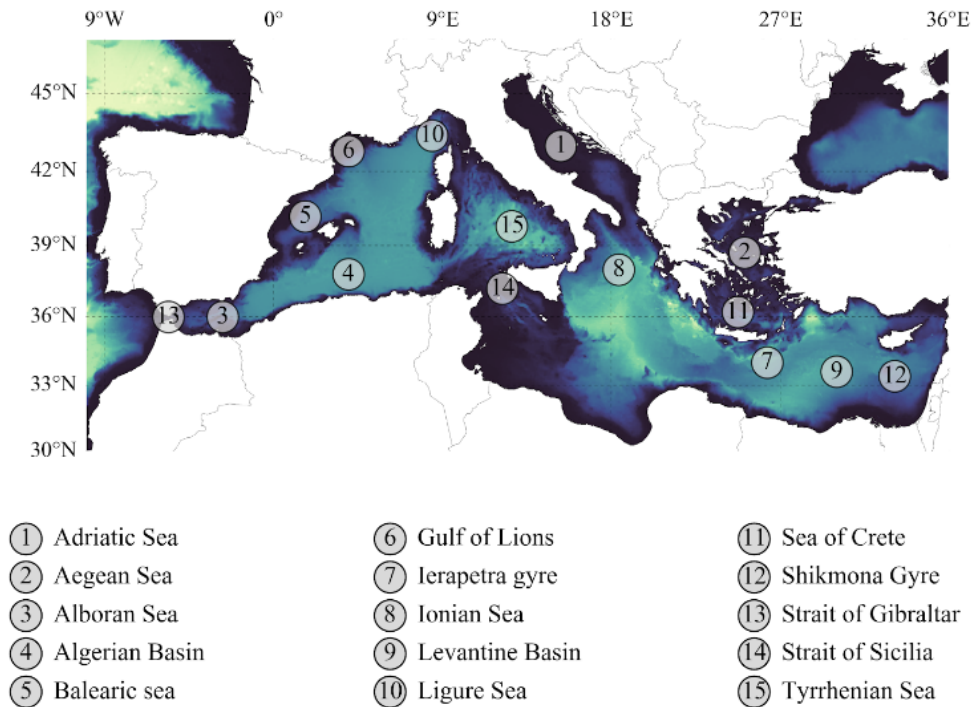 9°W 0° 9°E 18°E 27°E 36°E
45°N
42°N
39°N
36°N
33°N
30°N
10
1
6
5
15
2
8
4
14
11
13
3
7
9
12
1 Adriatic Sea
2 Aegean Sea
3 Alboran Sea
4 Algerian Basin
5 Balearic sea
6 Gulf of Lions
7 Ierapetra gyre
8 Ionian Sea
9 Levantine Basin
10 Ligure Sea
11 Sea of Crete
12 Shikmona Gyre
13 Strait of Gibraltar
14 Strait of Sicilia
15 Tyrrhenian Sea